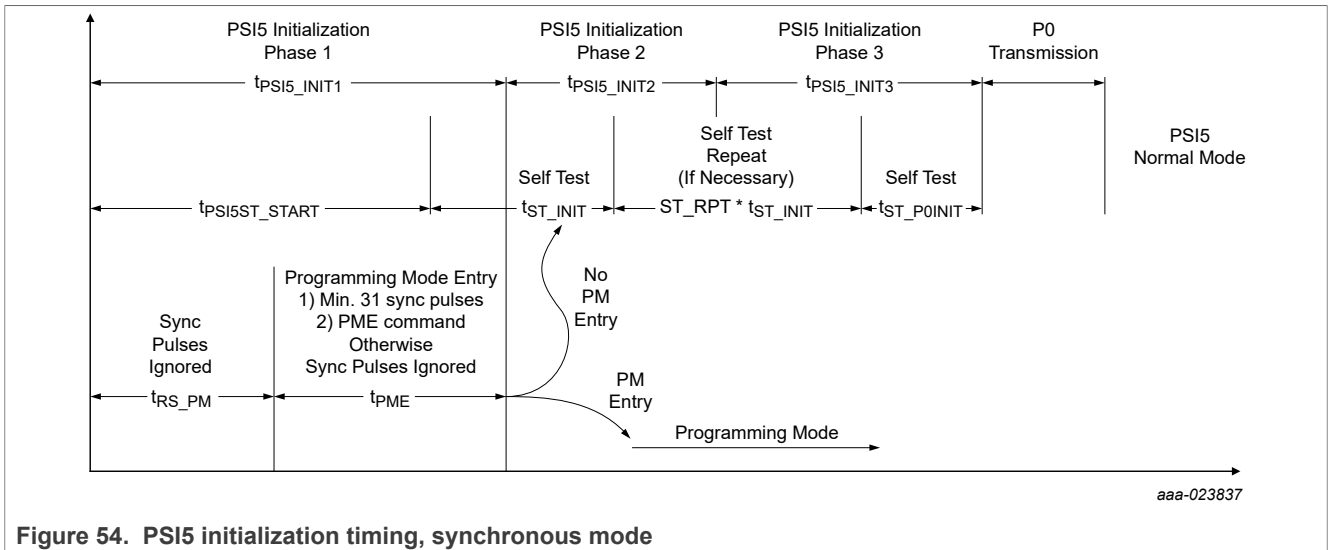 PSI5 Initialization
Phase 1
PSI5 Initialization
Phase 2
PSI5 Initialization
Phase 3
P0
Transmission
tPSI5_INIT1
tPSI5_INIT2
tPSI5_INIT3
PSI5
Normal Mode
Self Test
Repeat
(If Necessary)
Self Test
Self Test
tPSI5ST_START
tST_INIT
ST_RPT * tST_INIT
tST_P0INIT
Sync
Pulses
Ignored
Programming Mode Entry
1) Min. 31 sync pulses
2) PME command
Otherwise
Sync Pulses Ignored
No
PM
Entry
tRS_PM
tPME
PM
Entry
Programming Mode
aaa-023837
Figure 54. PSI5 initialization timing, synchronous mode